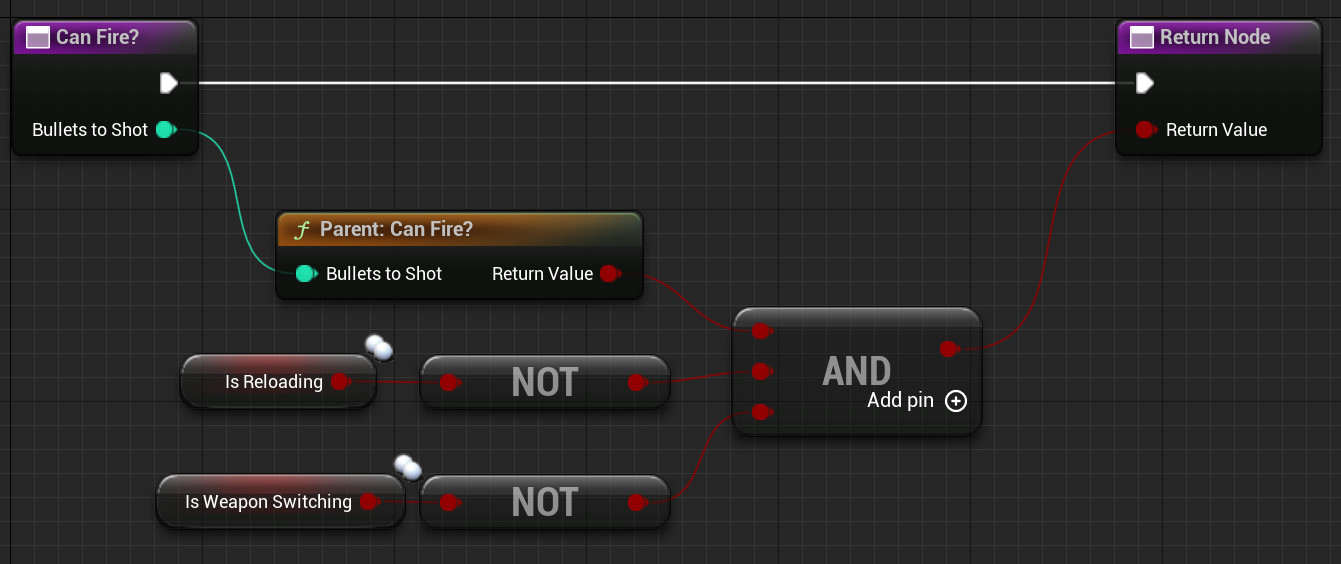 Can Fire?
Return Node
Bullets to Shot
Return Value
Parent: Can Fire?
Bullets to Shot
Return Value
Is Reloading
NOT
AND
Add pin
Is Weapon Switching
NOT